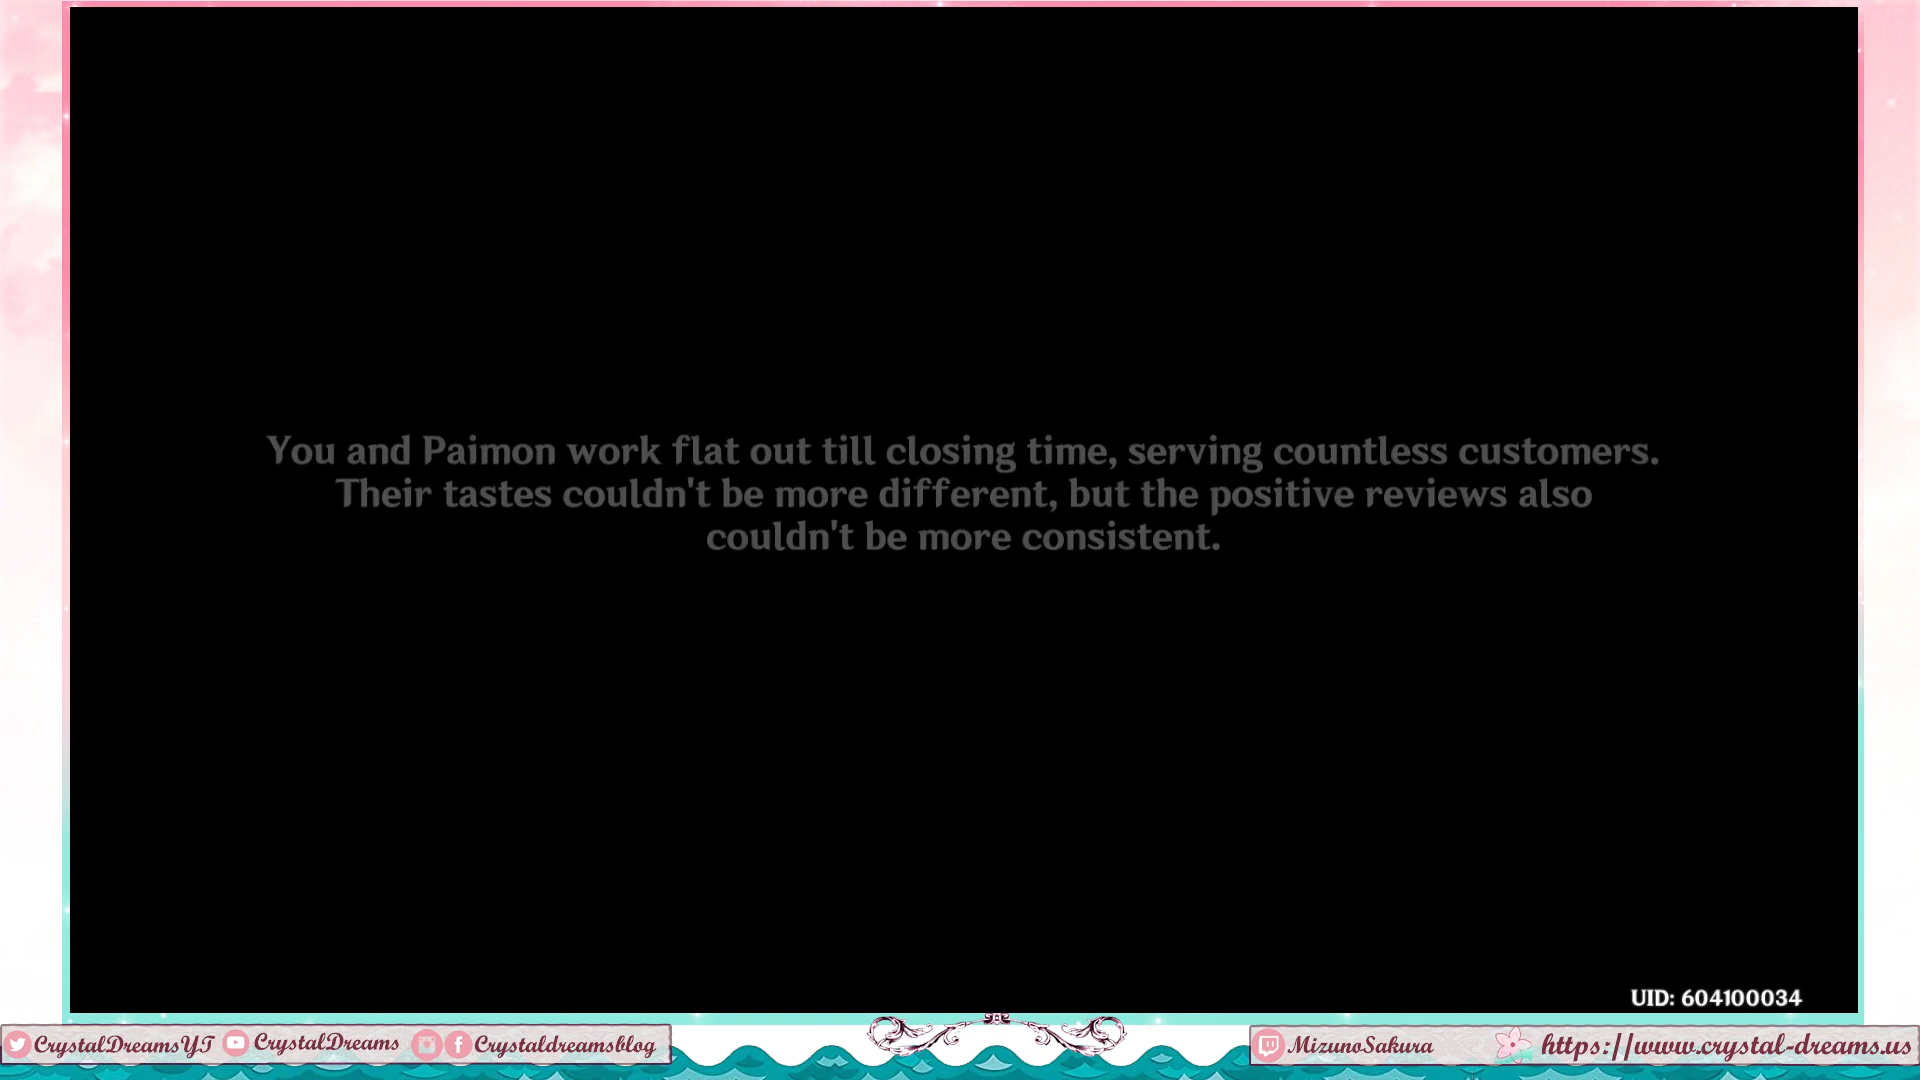 You and Paimon work flat out till closing time, serving countless customers.
Their tastes couldn't be more different, but the positive reviews also
couldn't be more consistent.
UID: 604100034
CrystalDreamsYT CrystalDreams Crystaldreamsblog
MizunoSakura https://www.crystal-dreams.us